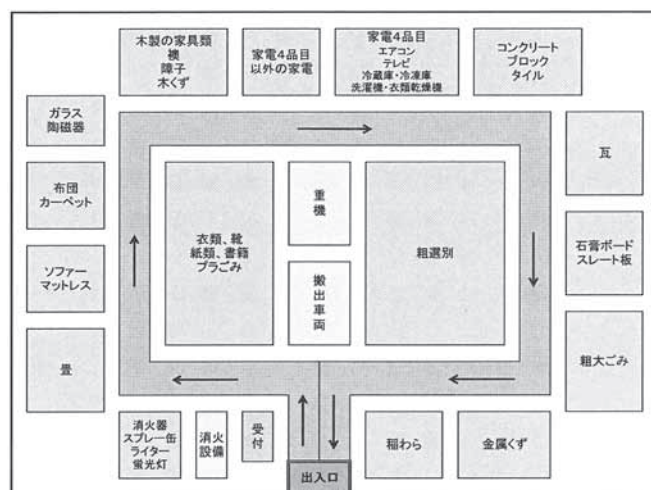 木製の家具類
襖
障子
木くず
家電4品目
以外の家電
家電4品目
エアコン
テレビ
冷蔵庫・冷凍庫
洗濯機・衣類乾燥機
コンクリート
ブロック
タイル
ガラス
陶磁器
布団
カーペット
ソファー
マットレス
畳
衣類、靴
紙類、書籍
プラごみ
重機
搬出車両
粗選別
瓦
石膏ボード
スレート板
粗大ごみ
消火器
スプレー缶
ライター
蛍光灯
消火
設備
受付
出入口
稲わら
金属くず